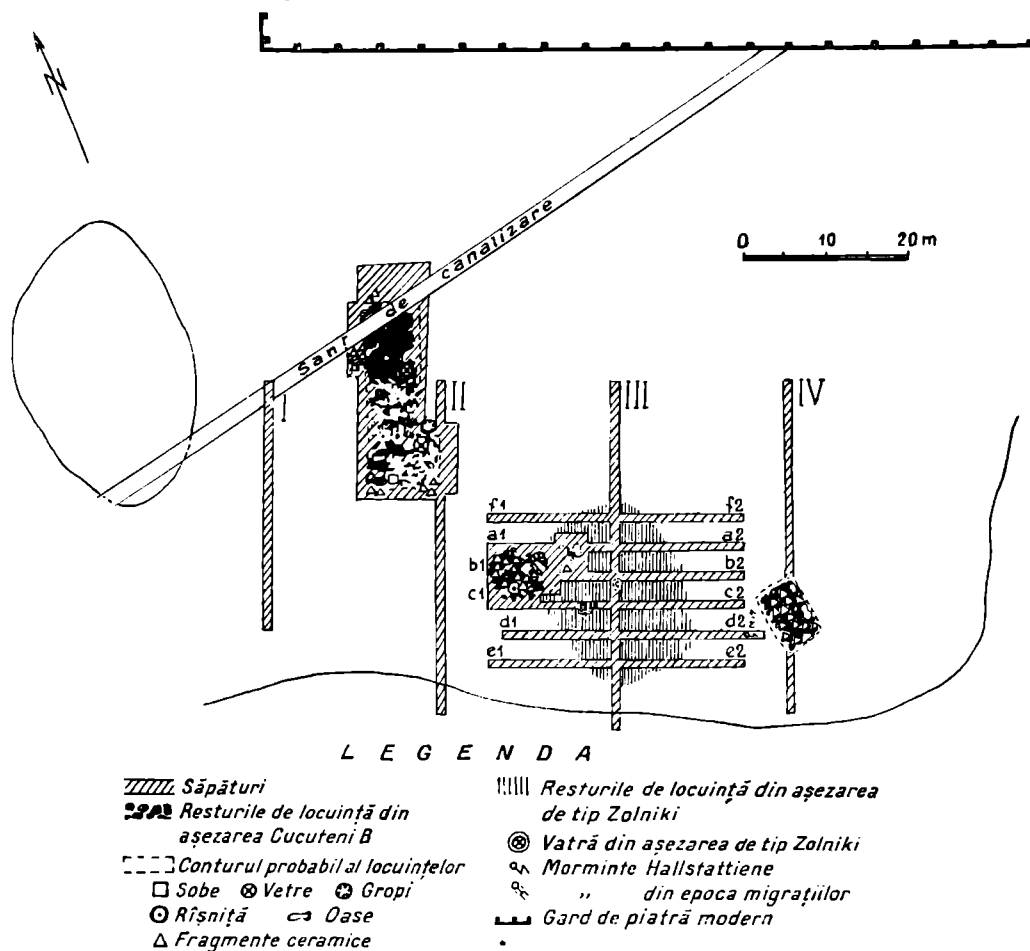 N
Șanț de canalizare
0 10 20 m
I II III IV
f1 f2
a1 a2
b1 b2
c1 c2
d1 d2
e1 e2
LEGENDA
Săpături
Resturile de locuință din
așezarea Cucuteni B
Conturul probabil al locuințelor
Sobe Vetre Gropi
Rîșniță Oase
Fragmente ceramice
Resturile de locuință din așezarea
de tip Zolniki
Vatră din așezarea de tip Zolniki
Morminte Hallstattiene
,, din epoca migrațiilor
Gard de piatră modern